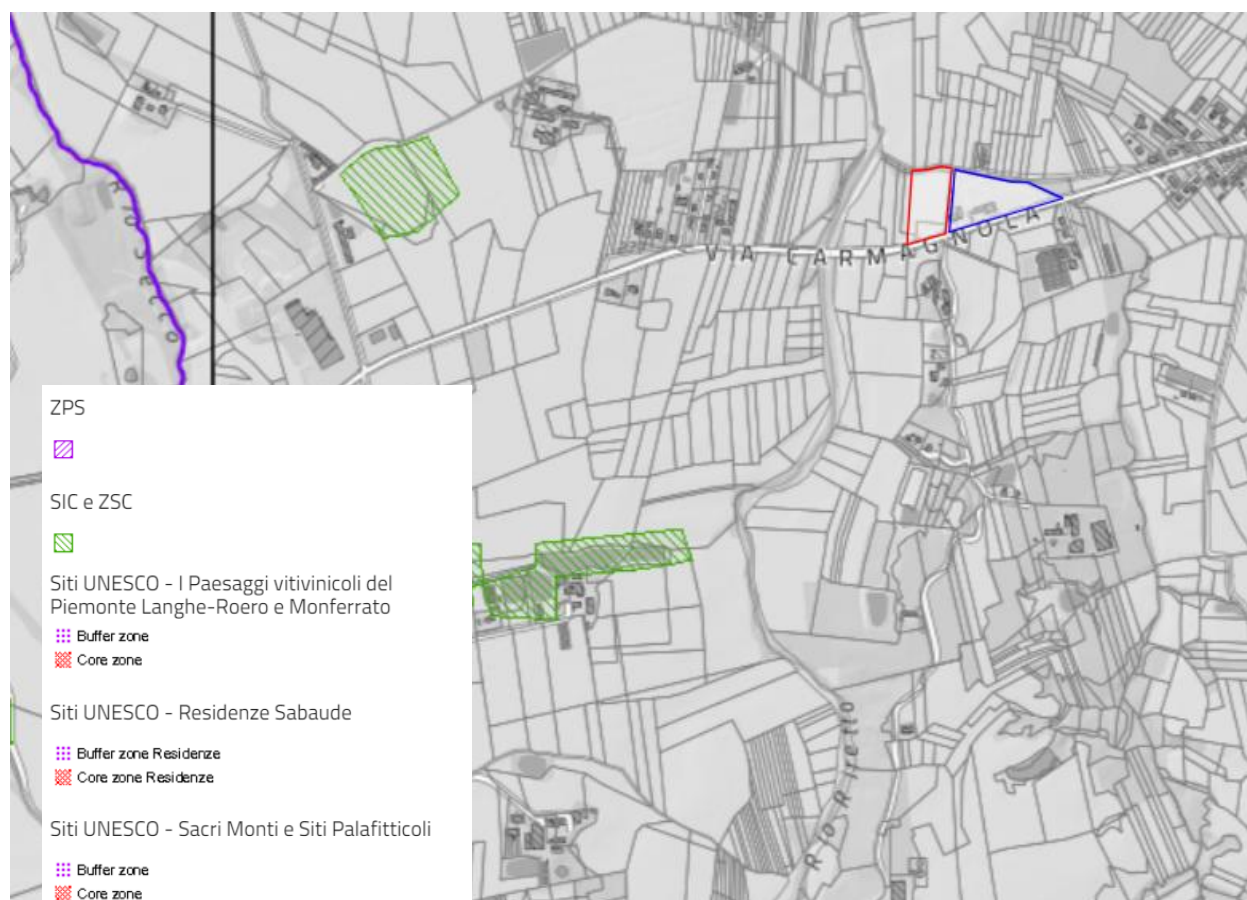 RIO SECCO
VIA CARMAGNOLA
ZPS
SIC e ZSC
Siti UNESCO - I Paesaggi vitivinicoli del
Piemonte Langhe-Roero e Monferrato
Buffer zone
Core zone
Siti UNESCO - Residenze Sabaude
Buffer zone Residenze
Core zone Residenze
Siti UNESCO - Sacri Monti e Siti Palafitticoli
Buffer zone
Core zone